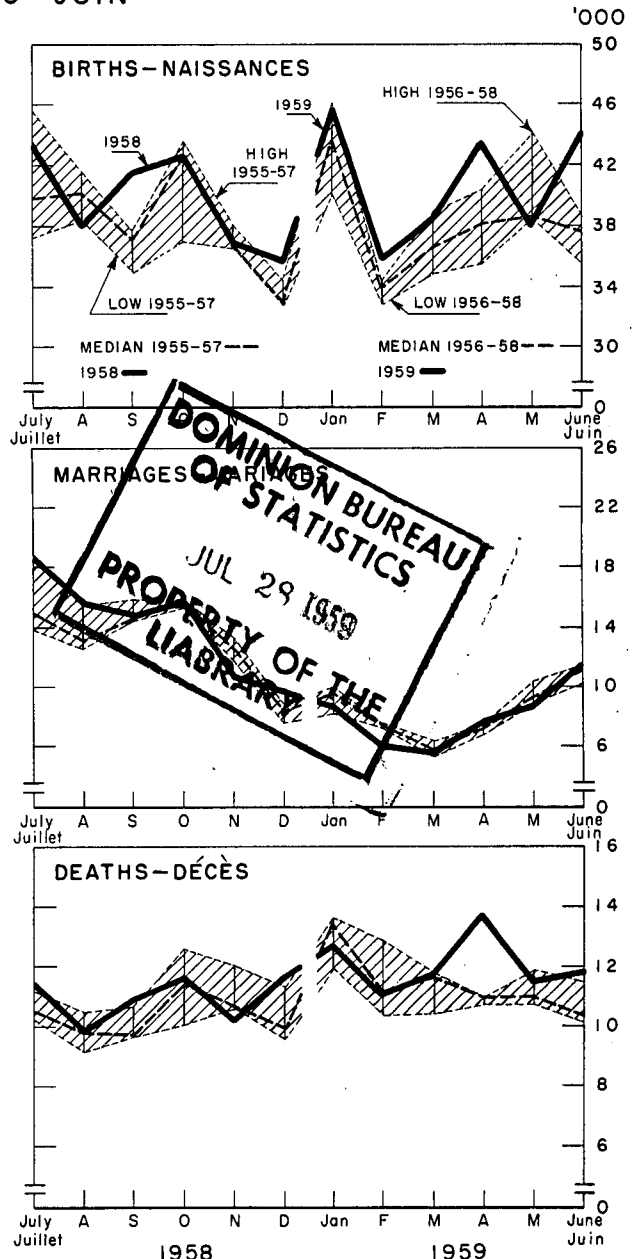 JUIN
'000
50
BIRTHS–NAISSANCES
46
1959
HIGH 1956-58
1958
HIGH
1955-57
42
38
LOW 1955-57
LOW 1956-58
34
MEDIAN 1955-57
MEDIAN 1956-58
30
1958
1959
0
July A S O N D Jan F M A M June
Juillet Juin
26
MARRIAGES–MARIAGES
22
18
14
10
6
0
DOMINION BUREAU
OF STATISTICS
JUL 28 1959
PROPERTY OF THE
LIABRARY
July A S O N D Jan F M A M June
Juillet Juin
16
DEATHS–DÉCÈS
14
12
10
8
6
0
July A S O N D Jan F M A M June
Juillet Juin
1958 1959